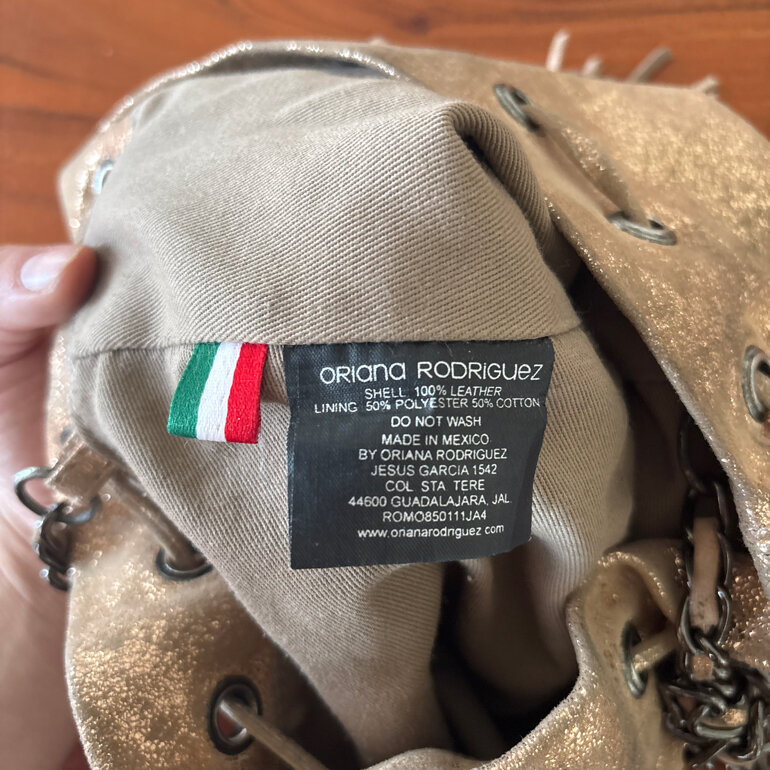 oriana rodriguez
SHELL 100% LEATHER
LINING 50% POLYESTER 50% COTTON
DO NOT WASH
MADE IN MEXICO
BY ORIANA RODRIGUEZ
JESUS GARCIA 1542
COL STA TERE
44600 GUADALAJARA, JAL
ROMO850111JA4
www.orianarodriguez.com